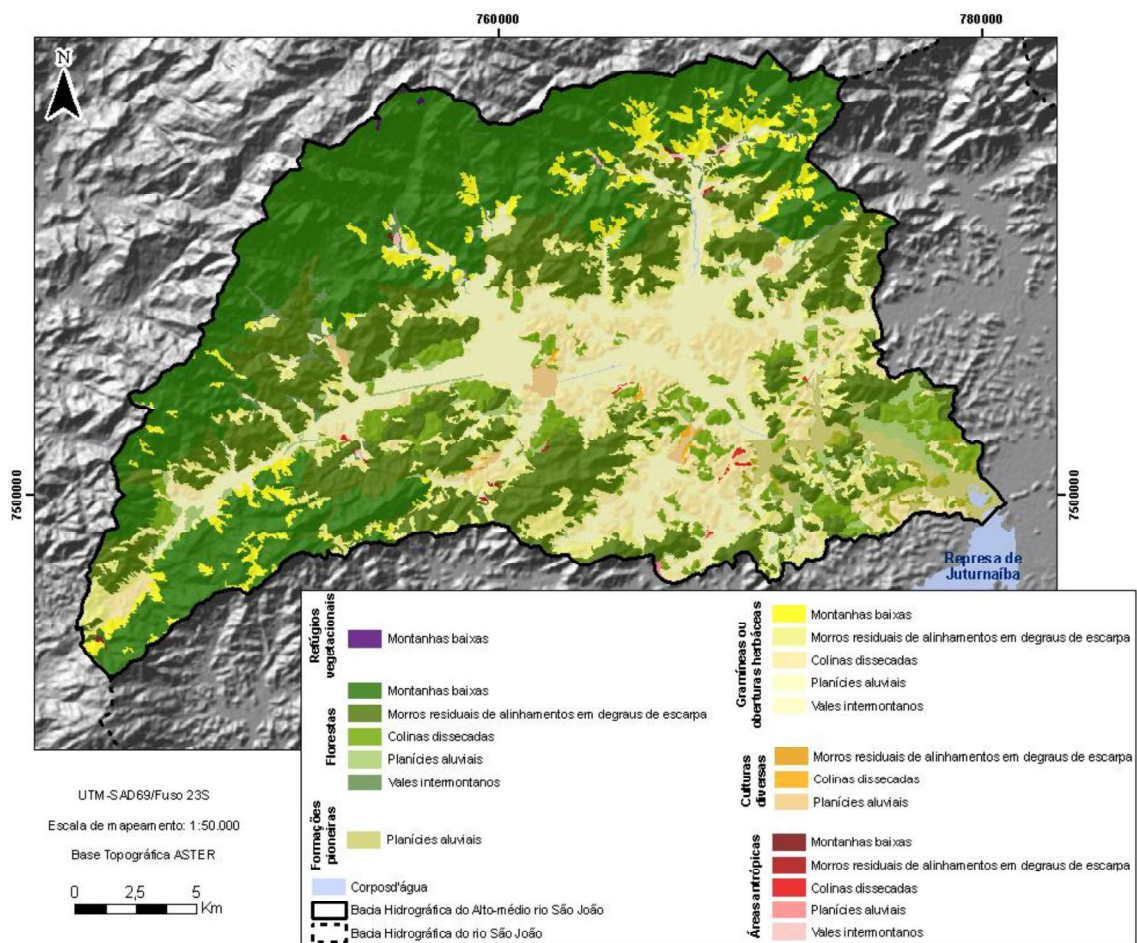 760000
780000
N
7500000
7500000
Represa de
Juturnaíba
Refúgios
vegetacionais
Montanhas baixas
Florestas
Montanhas baixas
Morros residuais de alinhamentos em degraus de escarpa
Colinas dissecadas
Planícies aluviais
Vales intermontanos
Formações
pioneiras
Planícies aluviais
Corposd'água
Bacia Hidrográfica do Alto-médio rio São João
Bacia Hidrográfica do rio São João
Gramíneas ou
oberturas herbáceas
Montanhas baixas
Morros residuais de alinhamentos em degraus de escarpa
Colinas dissecadas
Planícies aluviais
Vales intermontanos
Culturas
diversas
Morros residuais de alinhamentos em degraus de escarpa
Colinas dissecadas
Planícies aluviais
Áreas antrópicas
Montanhas baixas
Morros residuais de alinhamentos em degraus de escarpa
Colinas dissecadas
Planícies aluviais
Vales intermontanos
UTM-SAD69/Fuso 23S
Escala de mapeamento: 1:50.000
Base Topográfica ASTER
0 2,5 5
Km